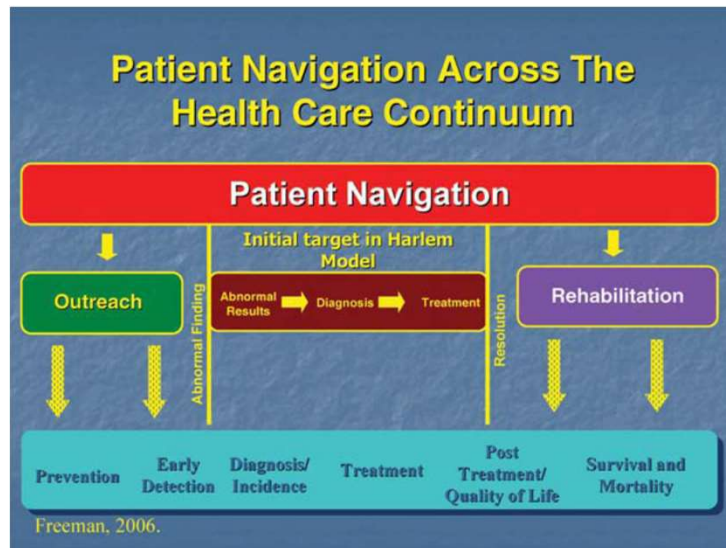 Patient Navigation Across The
Health Care Continuum
Patient Navigation
Initial target in Harlem
Model
Outreach
Abnormal Finding
Abnormal
Results
Diagnosis
Treatment
Resolution
Rehabilitation
Prevention
Early
Detection
Diagnosis/
Incidence
Treatment
Post
Treatment/
Quality of Life
Survival and
Mortality
Freeman, 2006.